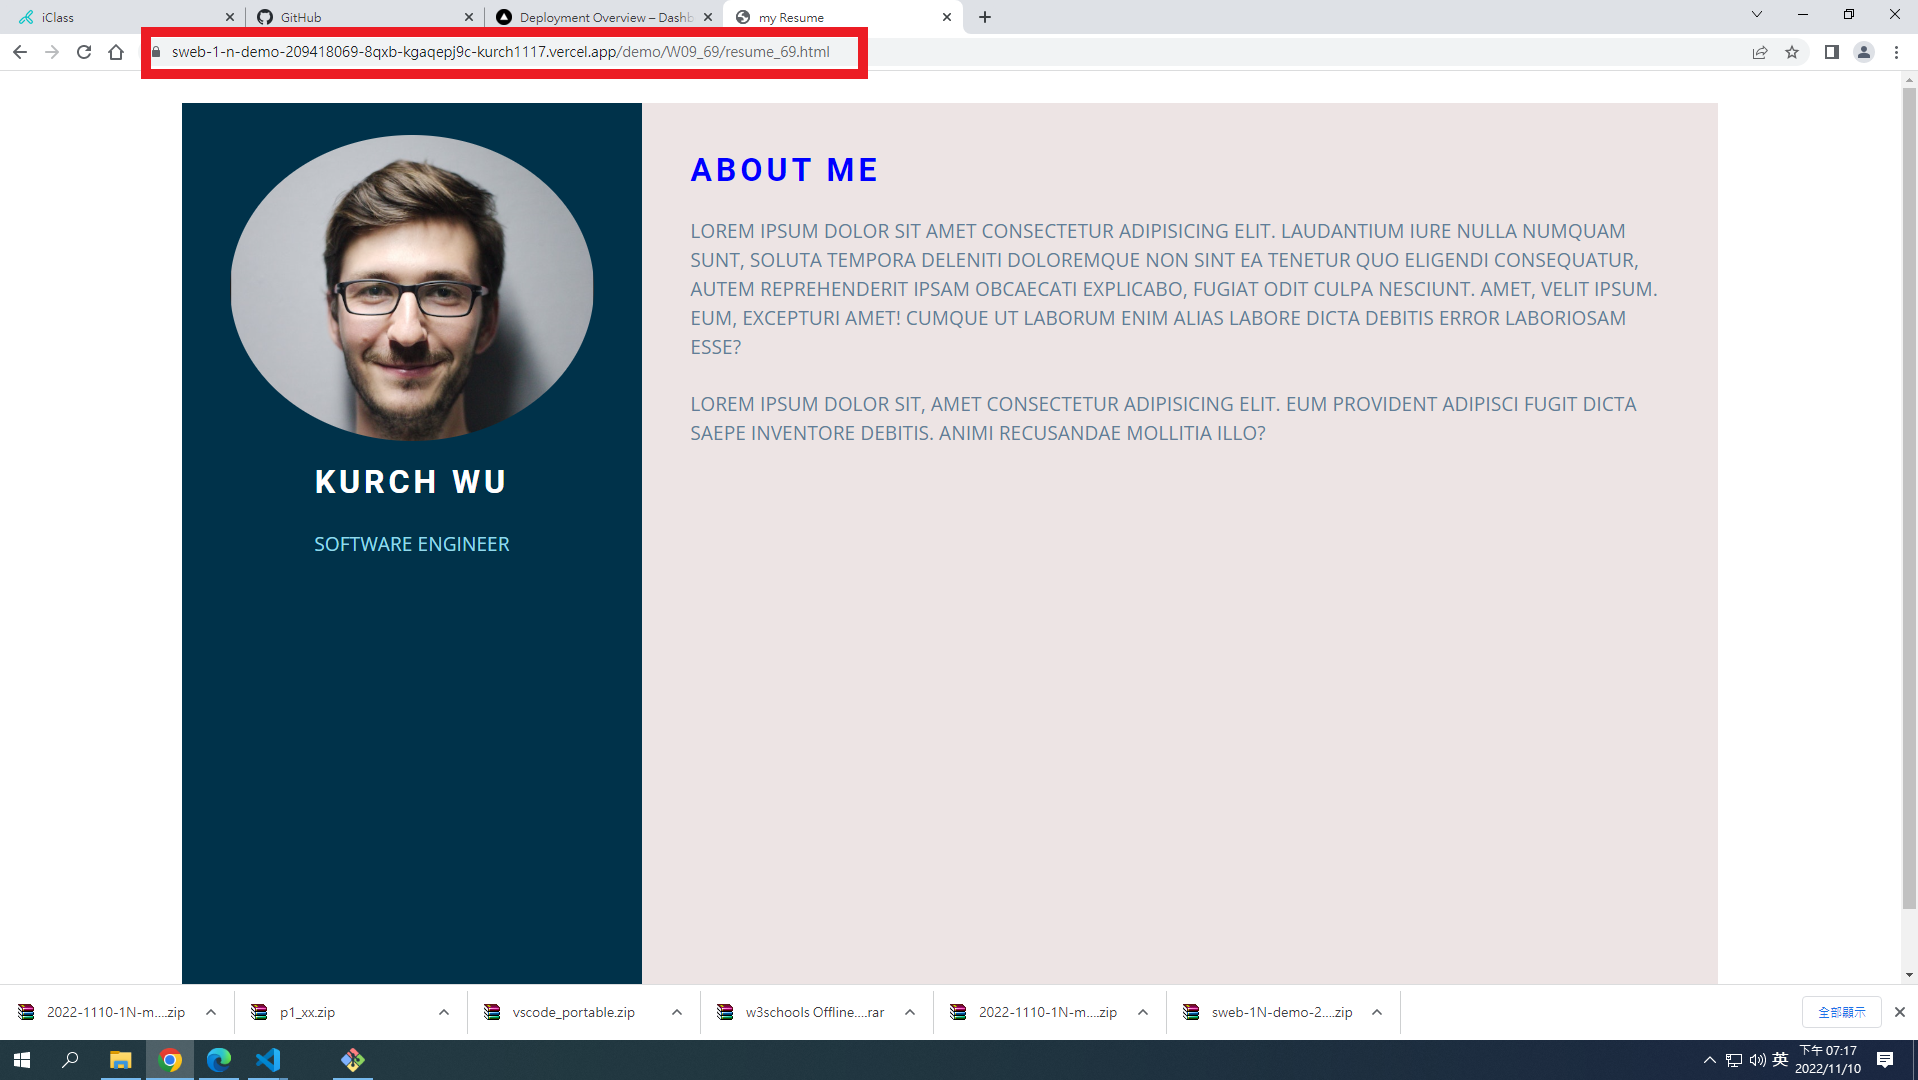 iClass
GitHub
Deployment Overview – Dashb
my Resume
sweb-1-n-demo-209418069-8qxb-kgaqepj9c-kurch1117.vercel.app/demo/W09_69/resume_69.html
KURCH WU
SOFTWARE ENGINEER
ABOUT ME
LOREM IPSUM DOLOR SIT AMET CONSECTETUR ADIPISICING ELIT. LAUDANTIUM IURE NULLA NUMQUAM
SUNT, SOLUTA TEMPORA DELENITI DOLOREMQUE NON SINT EA TENETUR QUO ELIGENDI CONSEQUATUR,
AUTEM REPREHENDERIT IPSAM OBCAECATI EXPLICABO, FUGIAT ODIT CULPA NESCIUNT. AMET, VELIT IPSUM.
EUM, EXCEPTURI AMET! CUMQUE UT LABORUM ENIM ALIAS LABORE DICTA DEBITIS ERROR LABORIOSAM
ESSE?
LOREM IPSUM DOLOR SIT, AMET CONSECTETUR ADIPISICING ELIT. EUM PROVIDENT ADIPISCI FUGIT DICTA
SAEPE INVENTORE DEBITIS. ANIMI RECUSANDAE MOLLITIA ILLO?
2022-1110-1N-m....zip
p1_xx.zip
vscode_portable.zip
w3schools Offline....rar
2022-1110-1N-m....zip
sweb-1N-demo-2....zip
全部顯示
英
下午 07:17
2022/11/10